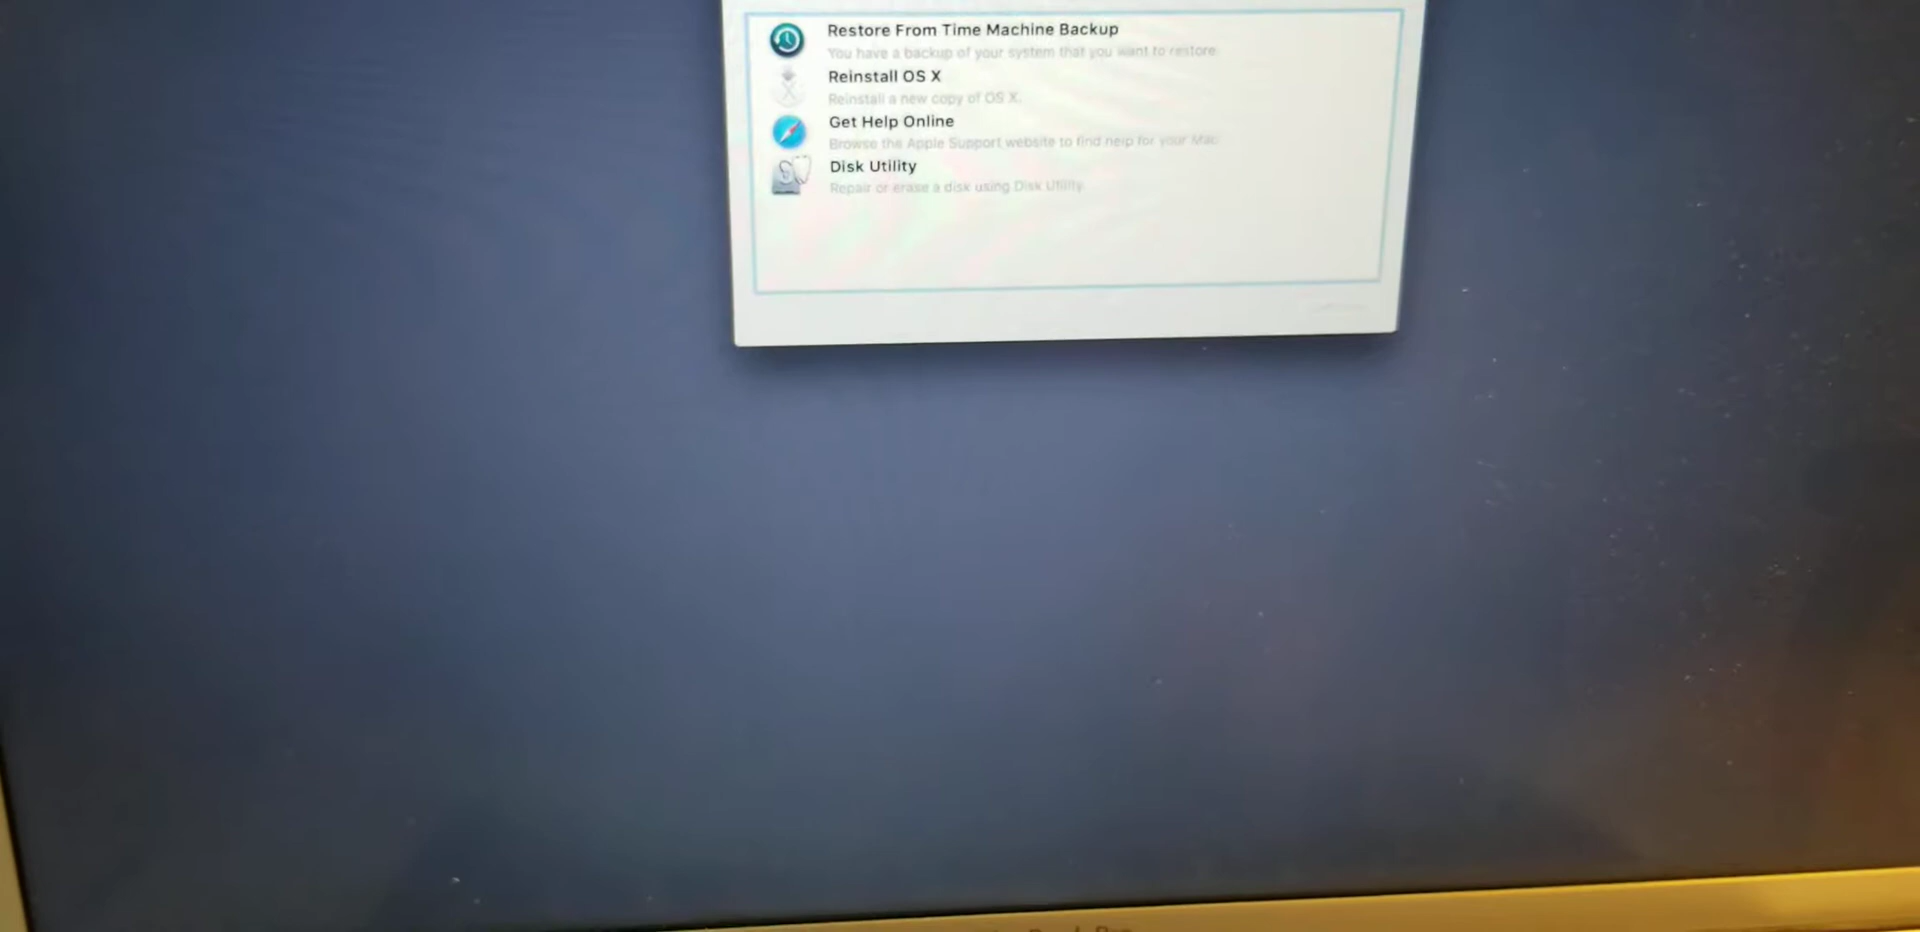 Restore From Time Machine Backup
You have a backup of your system that you want to restore.
Reinstall OS X
Reinstall a new copy of OS X.
Get Help Online
Browse the Apple Support website to find help for your Mac.
Disk Utility
Repair or erase a disk using Disk Utility.